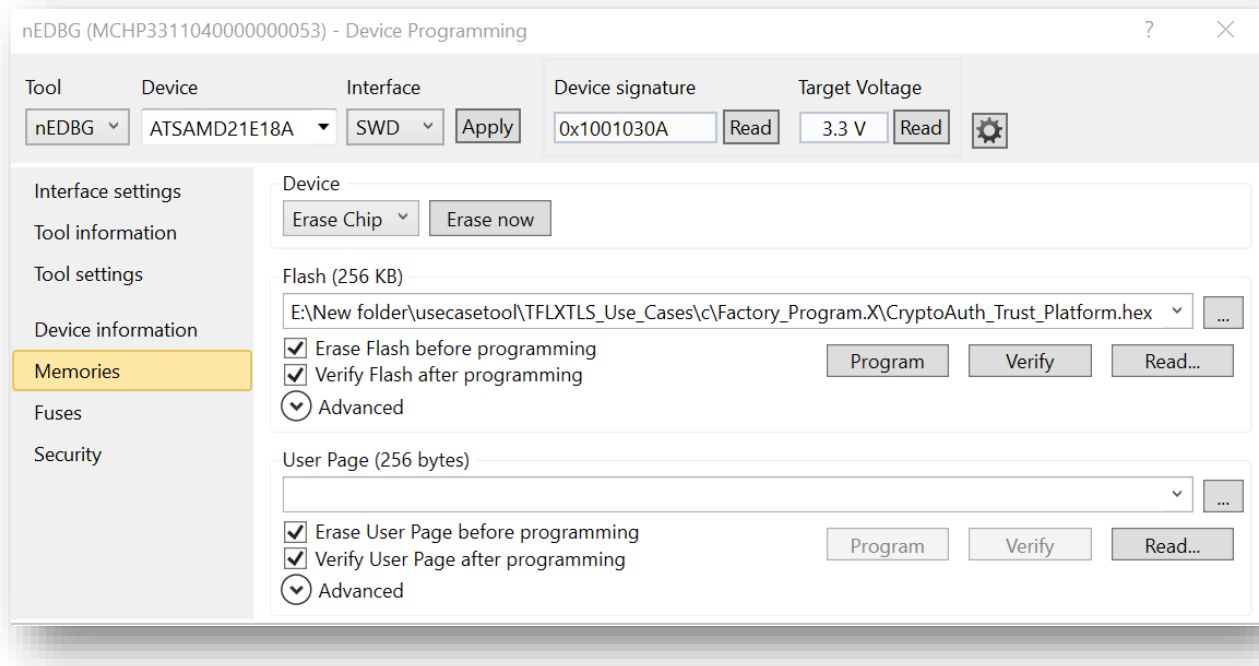 nEDBG (MCHP3311040000000053) - Device Programming ?
Tool Device Interface Device signature Target Voltage
nEDBG ATSAMD21E18A SWD Apply 0x1001030A Read 3.3 V Read
Interface settings
Tool information
Tool settings
Device information
Memories
Fuses
Security
Device
Erase Chip Erase now
Flash (256 KB)
E:\New folder\usecasetool\TFLXTLS_Use_Cases\c\Factory_Program.X\CryptoAuth_Trust_Platform.hex ...
Erase Flash before programming
Verify Flash after programming
Program Verify Read...
Advanced
User Page (256 bytes)
...
Erase User Page before programming
Verify User Page after programming
Program Verify Read...
Advanced